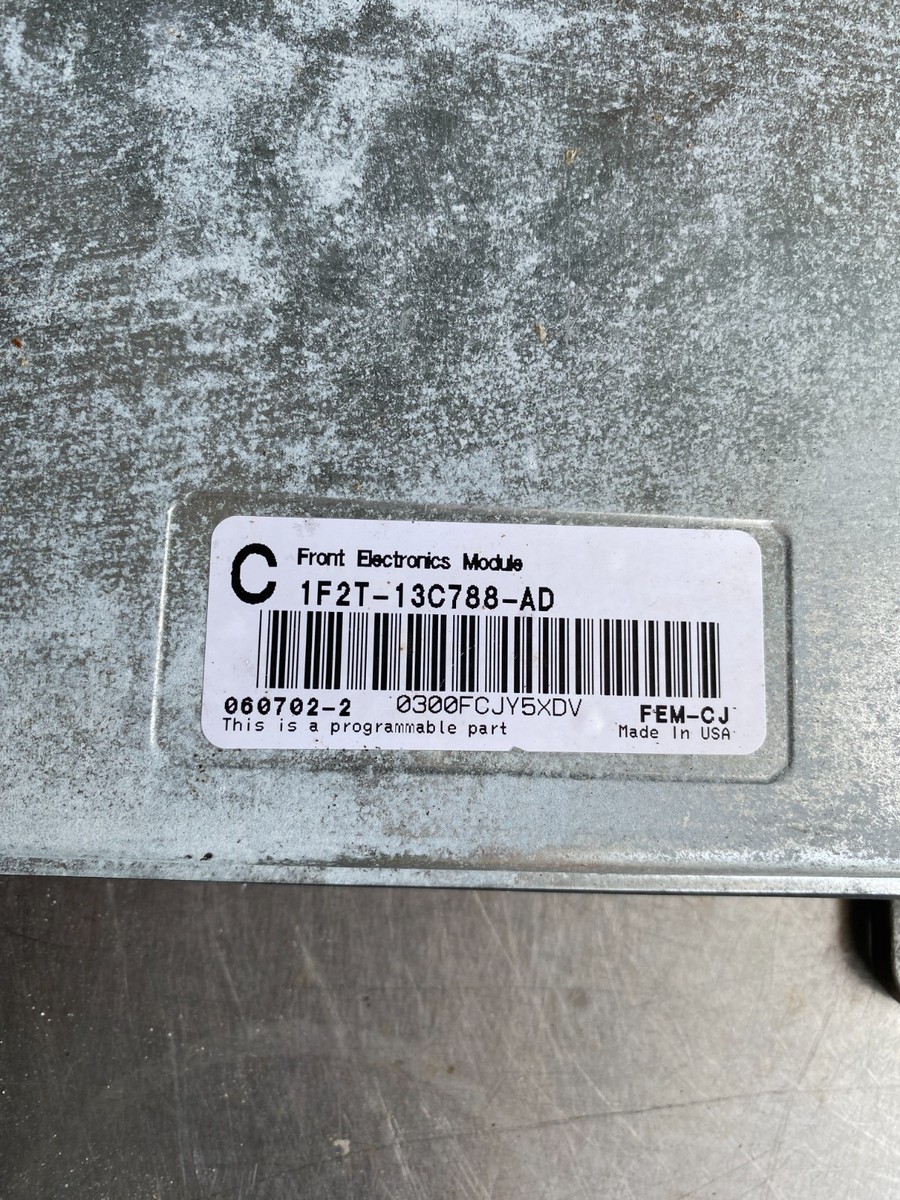 C Front Electronics Module
1F2T-13C788-AD
060702-2 0300FCJY5XDV FEM-CJ
This is a programmable part Made In USA